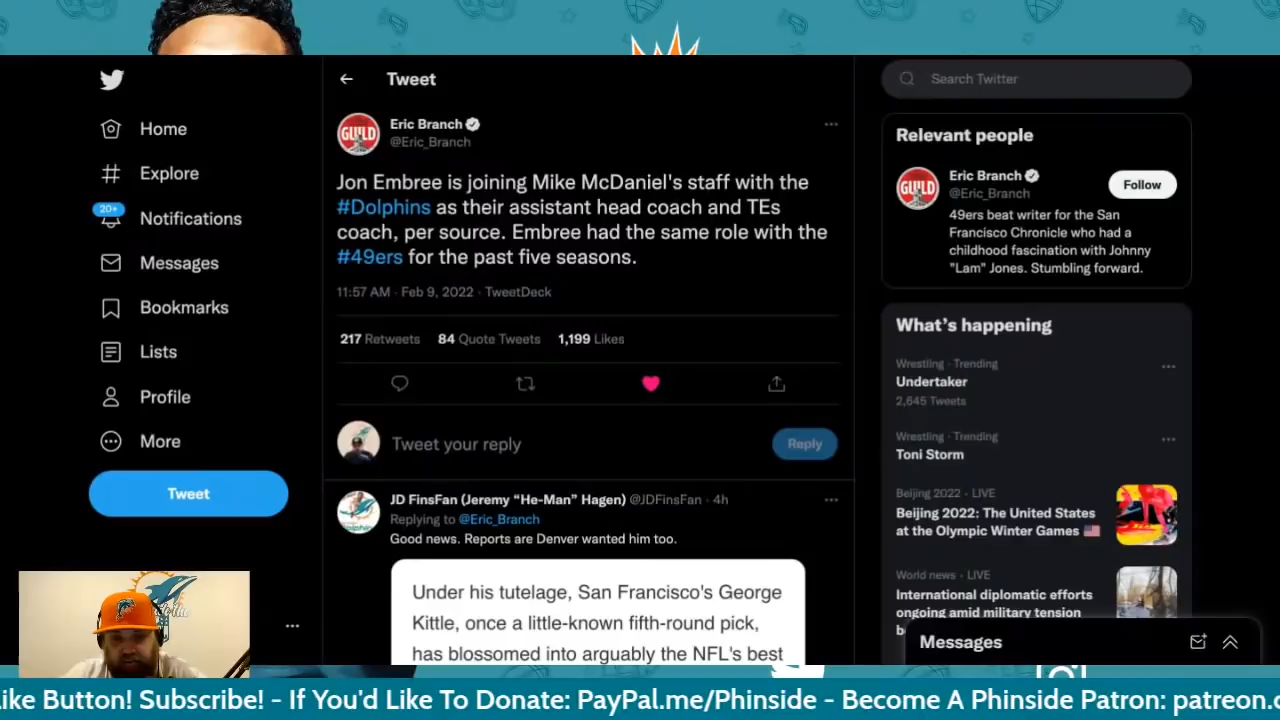 Home
Explore
20+
Notifications
Messages
Bookmarks
Lists
Profile
More
Tweet
Tweet
GUILD
Eric Branch
@Eric_Branch
Jon Embree is joining Mike McDaniel's staff with the
#Dolphins as their assistant head coach and TEs
coach, per source. Embree had the same role with the
#49ers for the past five seasons.
11:57 AM · Feb 9, 2022 · TweetDeck
217 Retweets 84 Quote Tweets 1,199 Likes
Tweet your reply
Reply
JD FinsFan (Jeremy “He-Man” Hagen) @JDFinsFan · 4h
Replying to @Eric_Branch
Good news. Reports are Denver wanted him too.
Under his tutelage, San Francisco's George
Kittle, once a little-known fifth-round pick,
has blossomed into arguably the NFL's best
Search Twitter
Relevant people
GUILD
Eric Branch
@Eric_Branch
Follow
49ers beat writer for the San
Francisco Chronicle who had a
childhood fascination with Johnny
"Lam" Jones. Stumbling forward.
What's happening
Wrestling · Trending
Undertaker
2,645 Tweets
Wrestling · Trending
Toni Storm
Beijing 2022 · LIVE
Beijing 2022: The United States
at the Olympic Winter Games
World news · LIVE
International diplomatic efforts
ongoing amid military tension
Messages
ike Button! Subscribe! - If You'd Like To Donate: PayPal.me/Phinside - Become A Phinside Patron: patreon.c